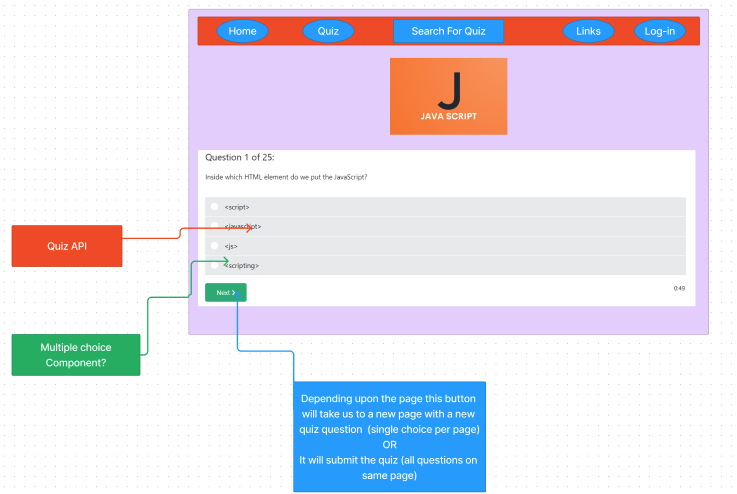 Home Quiz Search For Quiz Links Log-in
J
JAVA SCRIPT
Question 1 of 25:
Inside which HTML element do we put the JavaScript?
<script>
<javascript>
<js>
<scripting>
Next
0:49
Quiz API
Multiple choice
Component?
Depending upon the page this button
will take us to a new page with a new
quiz question (single choice per page)
OR
It will submit the quiz (all questions on
same page)